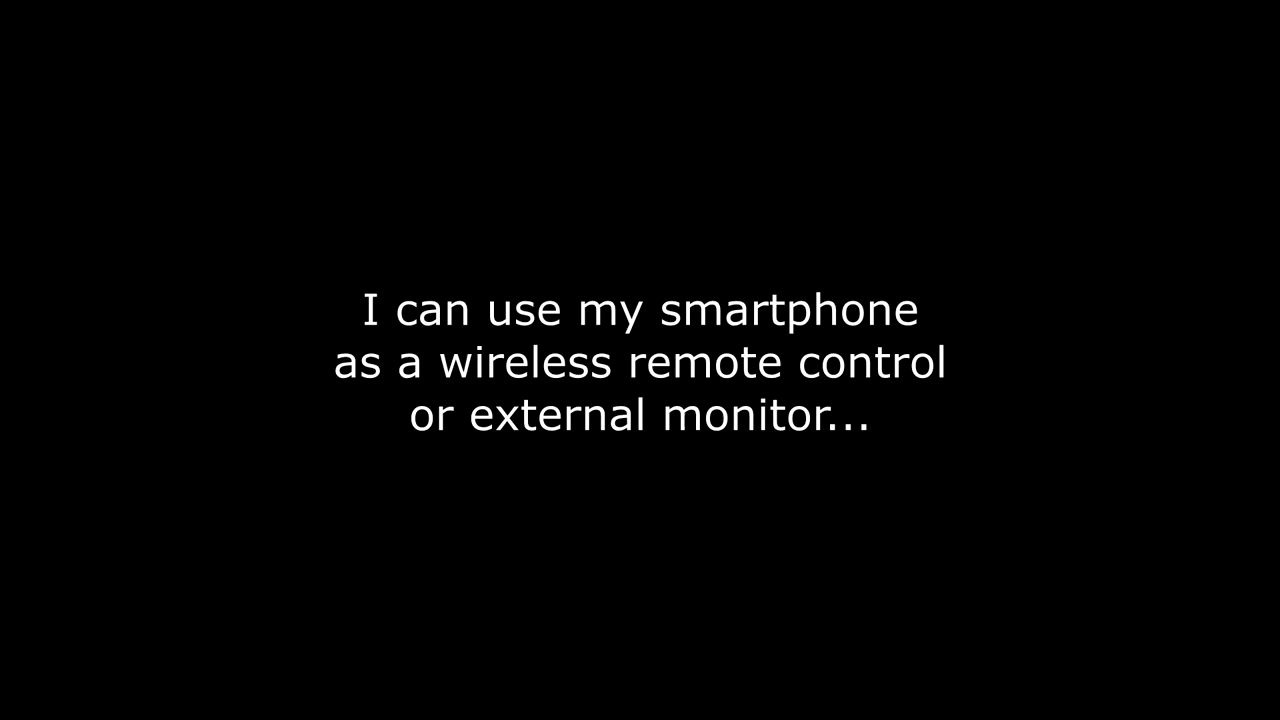 I can use my smartphone
as a wireless remote control
or external monitor...